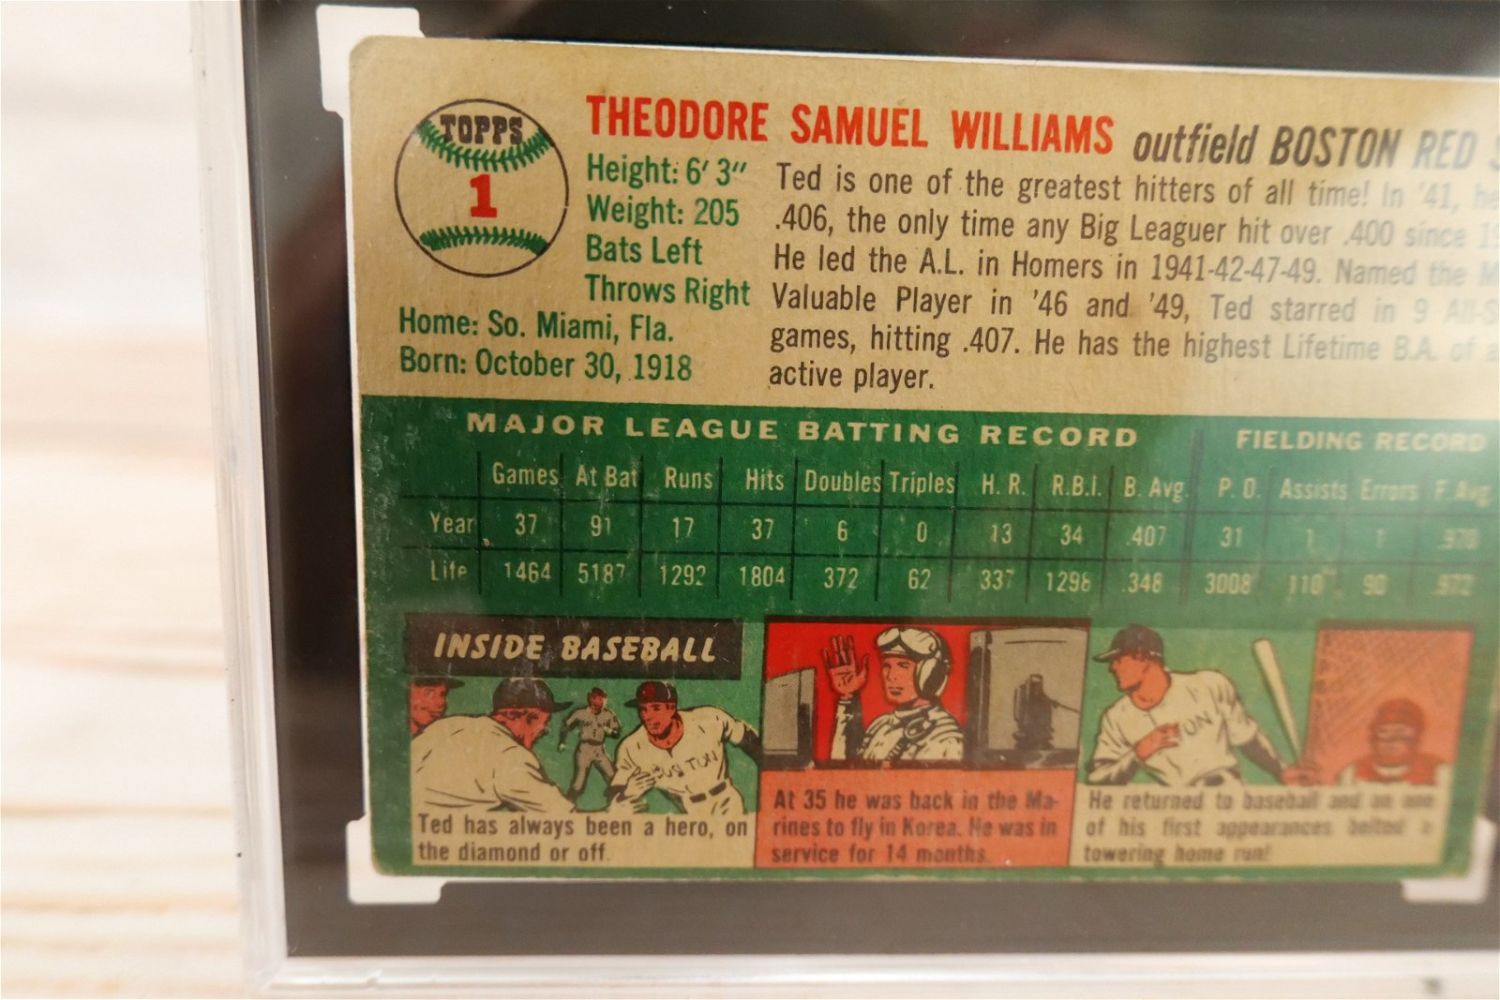 TOPPS
1
THEODORE SAMUEL WILLIAMS outfield BOSTON RED
Height: 6' 3"
Weight: 205
Bats Left
Throws Right
Home: So. Miami, Fla.
Born: October 30, 1918
Ted is one of the greatest hitters of all time! In '41, he
.406, the only time any Big Leaguer hit over .400 since
He led the A.L. in Homers in 1941-42-47-49. Named the
Valuable Player in '46 and '49, Ted starred in 9 All-S
games, hitting .407. He has the highest Lifetime B.A. of
active player.
MAJOR LEAGUE BATTING RECORD FIELDING RECORD
Games At Bat Runs Hits Doubles Triples H. R. R.B.I. B. Avg. P. O. Assists Errors F. Avg.
Year 37 91 17 37 6 0 13 34 .407 31 1 1 .970
Life 1464 5187 1292 1804 372 62 337 1296 .348 3008 110 90 .972
INSIDE BASEBALL
Ted has always been a hero, on
the diamond or off.
At 35 he was back in the Ma-
rines to fly in Korea. He was in
service for 14 months.
He returned to baseball and on one
of his first appearances belted a
towering home run!